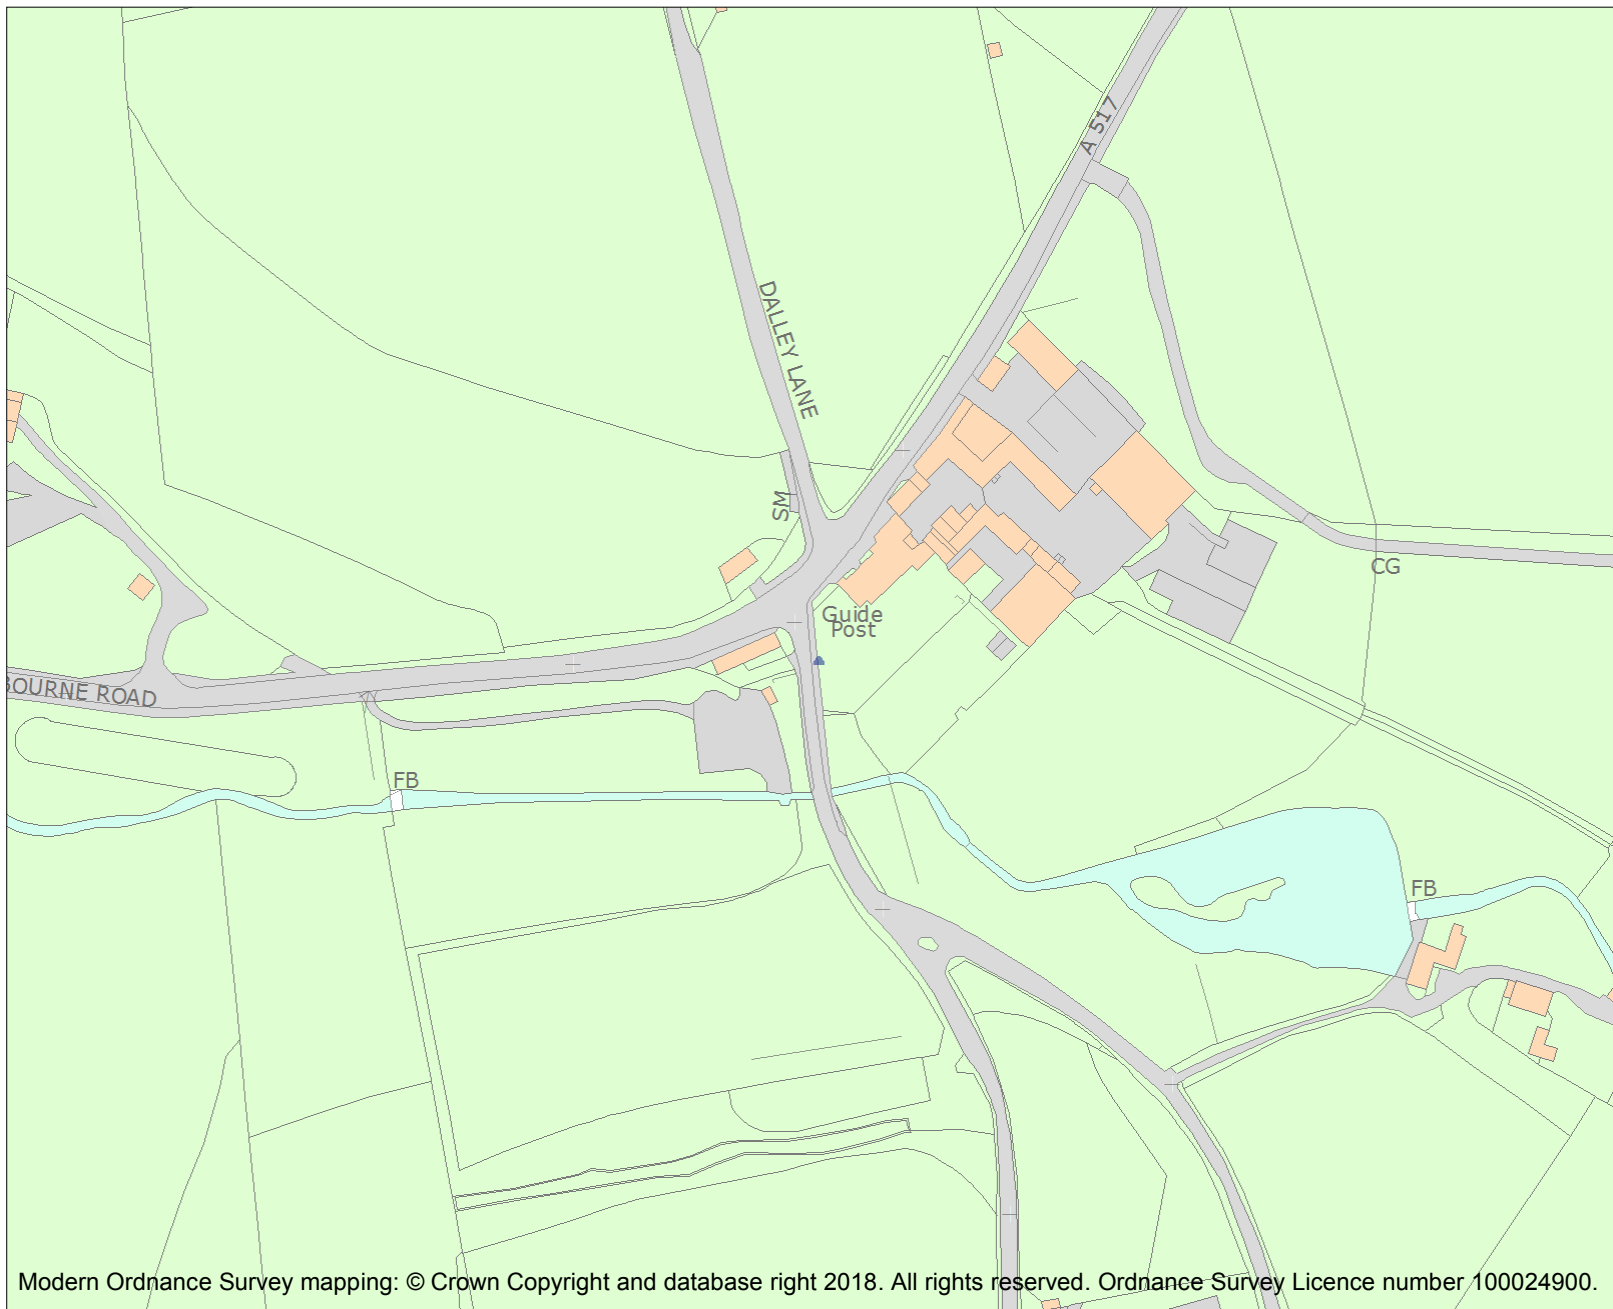 A 517
DALLEY LANE
SM
CG
Guide
Post
BOURNE ROAD
FB
FB
Modern Ordnance Survey mapping: © Crown Copyright and database right 2018. All rights reserved. Ordnance Survey Licence number 100024900.